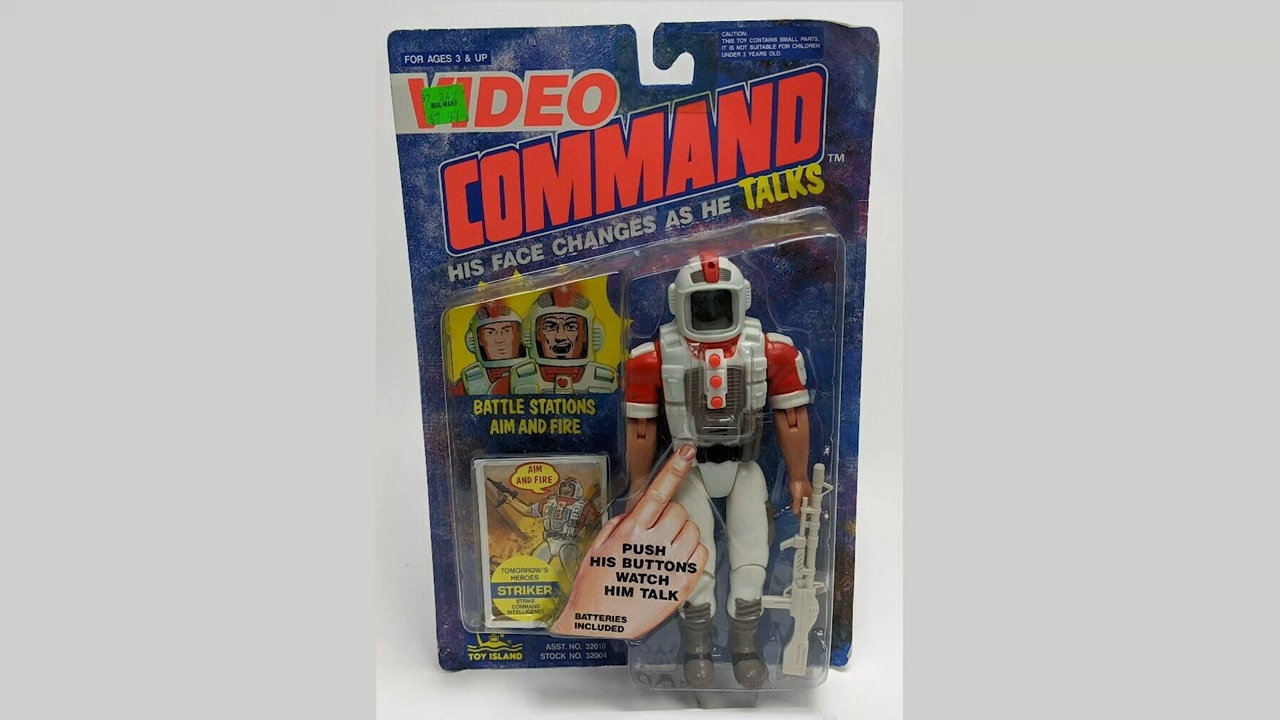 FOR AGES 3 & UP
CAUTION:
THIS TOY CONTAINS SMALL PARTS.
IT IS NOT SUITABLE FOR CHILDREN
UNDER 3 YEARS OLD.
VIDEO
WAL-MART
COMMAND™
HIS FACE CHANGES AS HE TALKS
BATTLE STATIONS
AIM AND FIRE
AIM
AND FIRE
TOMORROW'S
HEROES
STRIKER
STRIKE
COMMAND
INTELLIGENCE
PUSH
HIS BUTTONS
WATCH
HIM TALK
BATTERIES
INCLUDED
TOY ISLAND
ASST. NO. 32010
STOCK NO. 32004